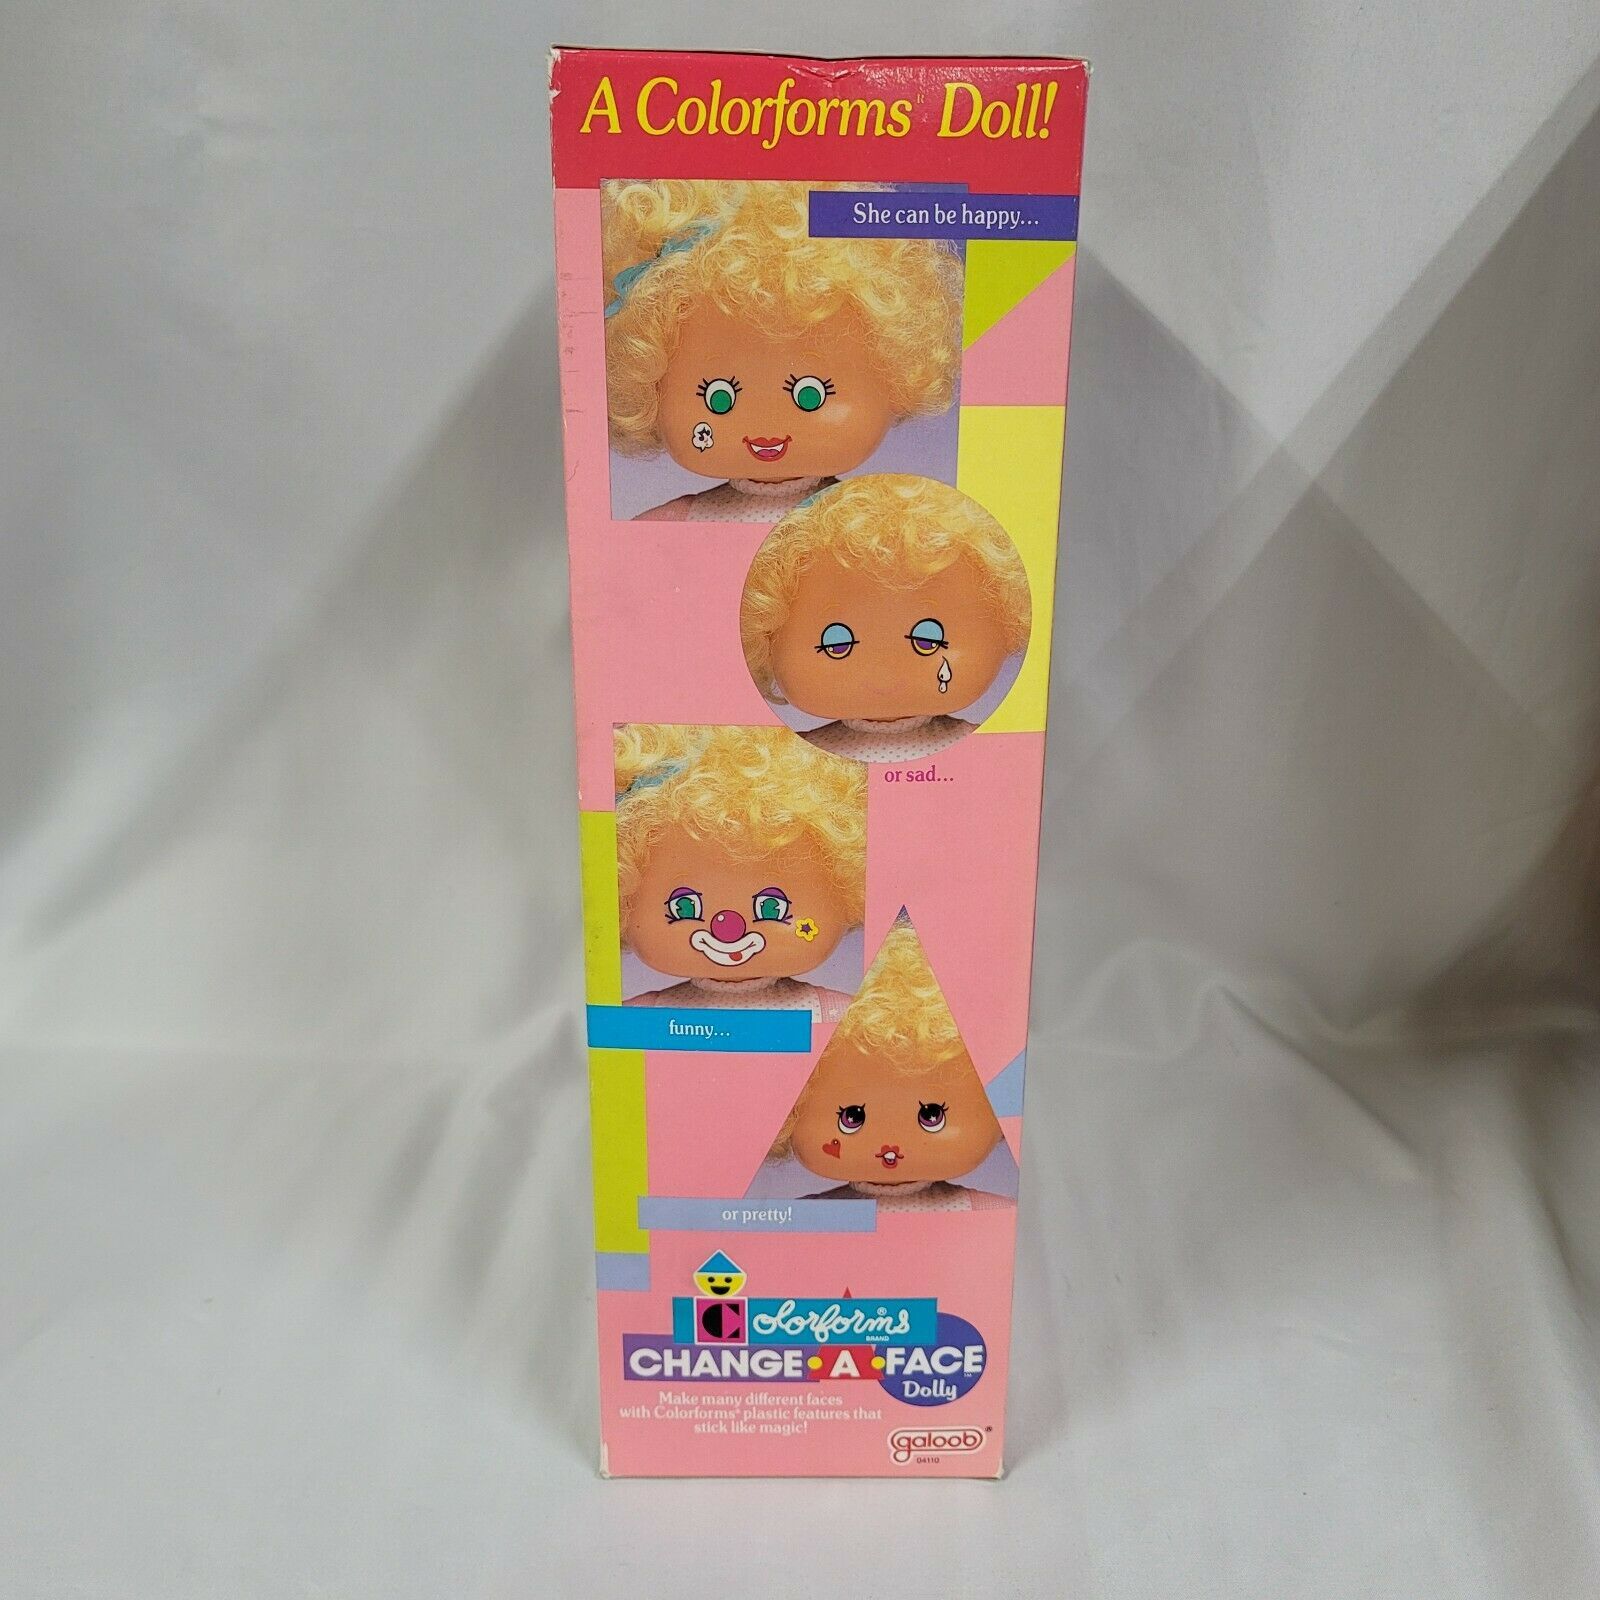 A Colorforms® Doll!
She can be happy...
or sad...
funny...
or pretty!
Colorforms®
BRAND
CHANGE•A•FACE™
Dolly
Make many different faces
with Colorforms® plastic features that
stick like magic!
galoob®
04110